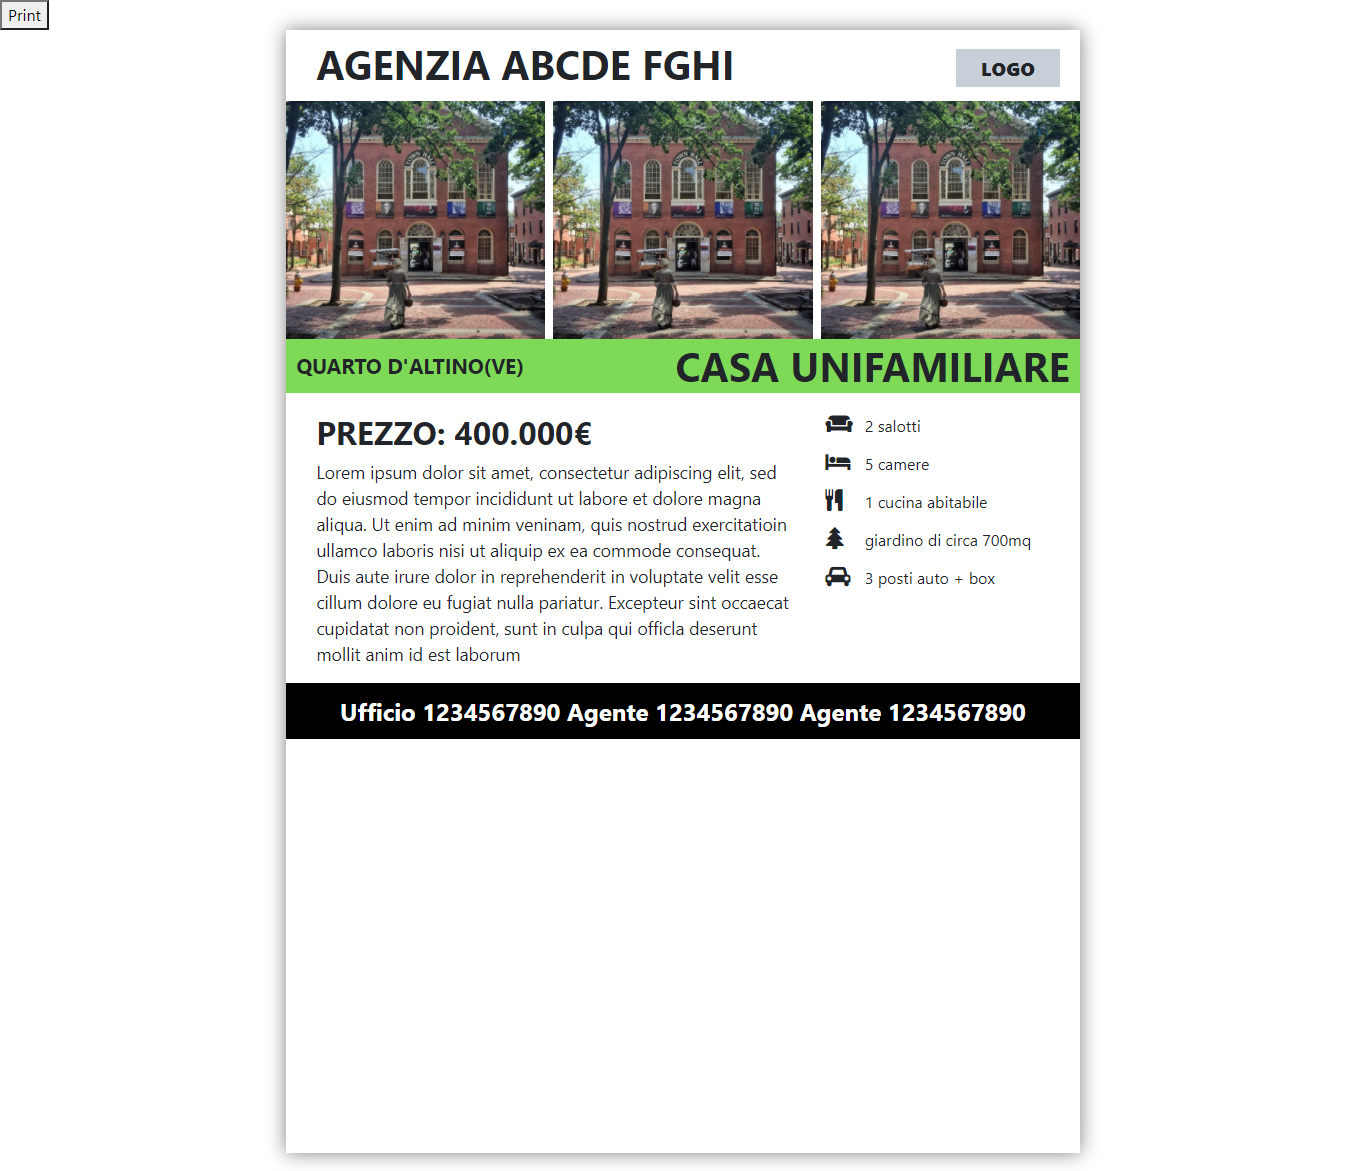 Print
AGENZIA ABCDE FGHI
LOGO
QUARTO D'ALTINO(VE)
CASA UNIFAMILIARE
PREZZO: 400.000€
Lorem ipsum dolor sit amet, consectetur adipiscing elit, sed
do eiusmod tempor incididunt ut labore et dolore magna
aliqua. Ut enim ad minim veninam, quis nostrud exercitatioin
ullamco laboris nisi ut aliquip ex ea commode consequat.
Duis aute irure dolor in reprehenderit in voluptate velit esse
cillum dolore eu fugiat nulla pariatur. Excepteur sint occaecat
cupidatat non proident, sunt in culpa qui officla deserunt
mollit anim id est laborum
2 salotti
5 camere
1 cucina abitabile
giardino di circa 700mq
3 posti auto + box
Ufficio 1234567890 Agente 1234567890 Agente 1234567890